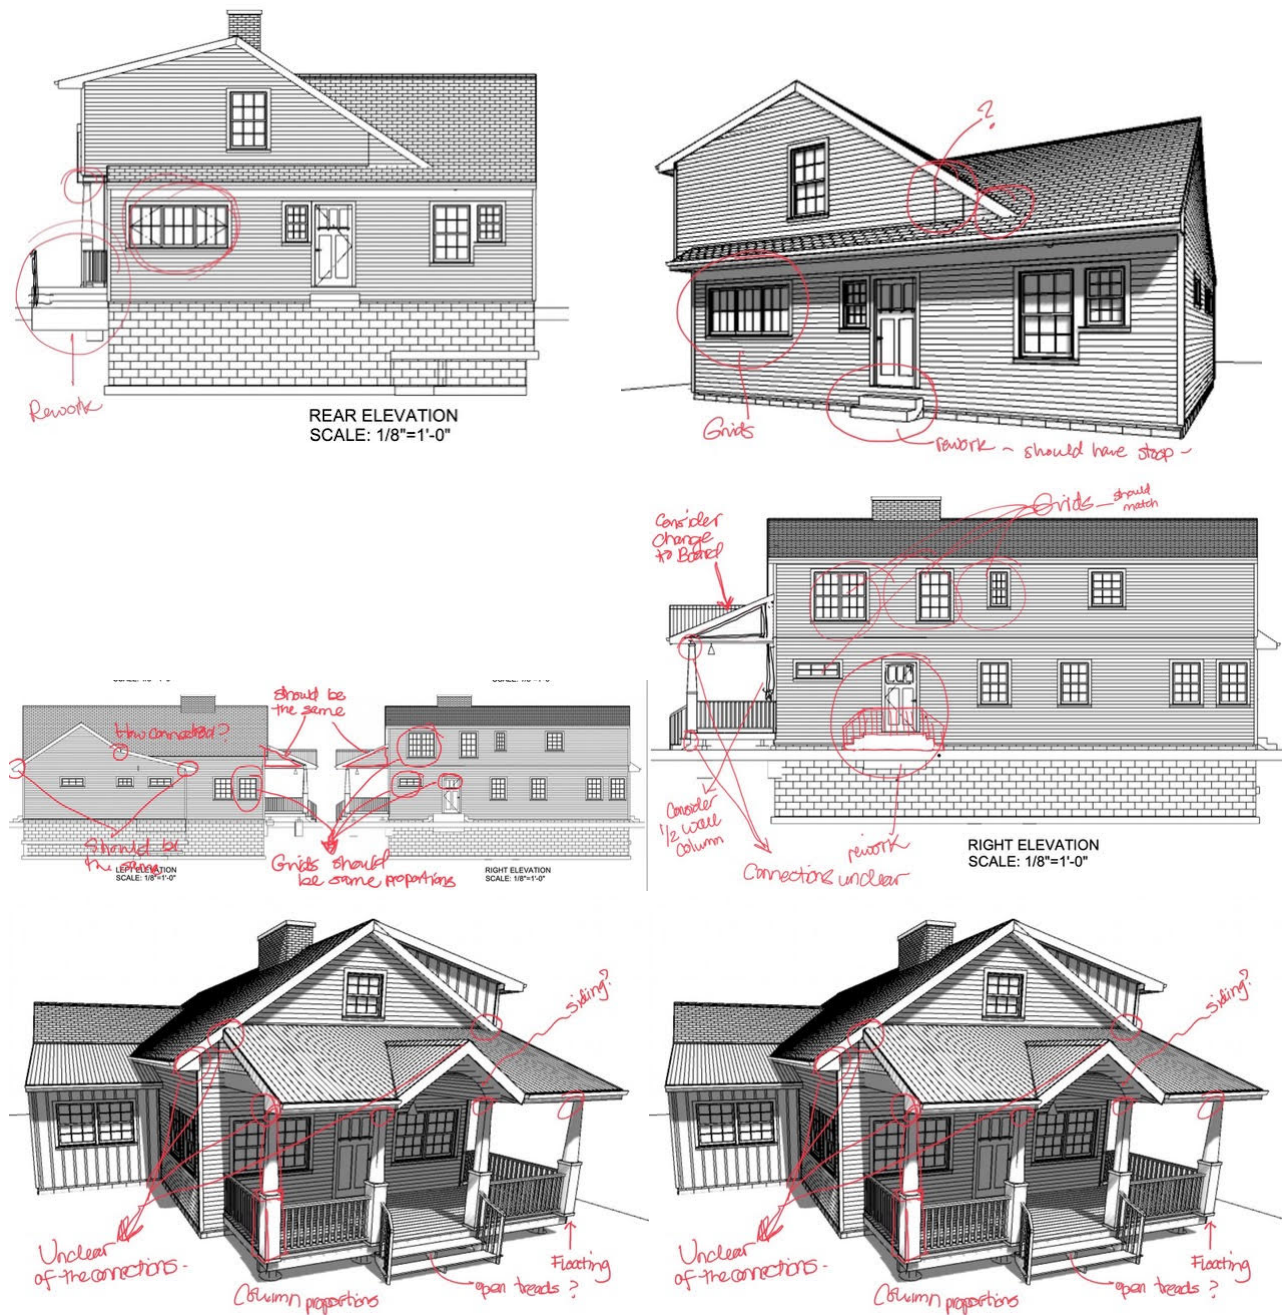 ?
Rework
REAR ELEVATION
SCALE: 1/8"=1'-0"
Grids
rework ~ should have stoop -
Consider
Change
to Board
Grids should
match
should be
the same
How connected?
Should be
the same
LEFT ELEVATION
SCALE: 1/8"=1'-0"
Grids should
be same proportions
RIGHT ELEVATION
SCALE: 1/8"=1'-0"
Consider
1/2 wall
Column
rework
Connections unclear
RIGHT ELEVATION
SCALE: 1/8"=1'-0"
siding?
Unclear
of the connections-
Column proportions
open treads?
Floating
siding?
Unclear
of the connections-
Column proportions
open treads?
Floating